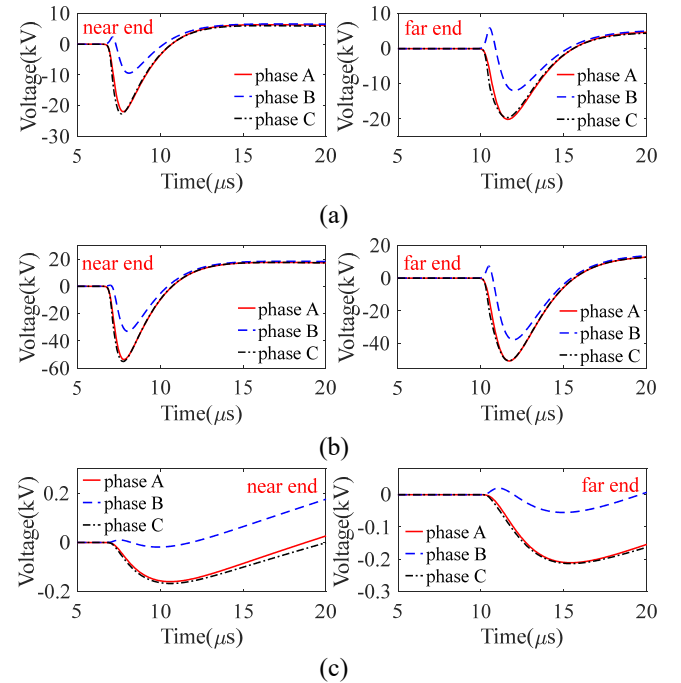 10
0
-10
-20
-30
Voltage(kV)
near end
phase A
phase B
phase C
5
10
15
20
Time(μs)
10
0
-10
-20
Voltage(kV)
far end
phase A
phase B
phase C
5
10
15
20
Time(μs)
(a)
20
0
-20
-40
-60
Voltage(kV)
near end
phase A
phase B
phase C
5
10
15
20
Time(μs)
20
0
-20
-40
Voltage(kV)
far end
phase A
phase B
phase C
5
10
15
20
Time(μs)
(b)
0.2
0
-0.2
Voltage(kV)
phase A
phase B
phase C
near end
5
10
15
20
Time(μs)
0
-0.1
-0.2
-0.3
Voltage(kV)
far end
phase A
phase B
phase C
5
10
15
20
Time(μs)
(c)